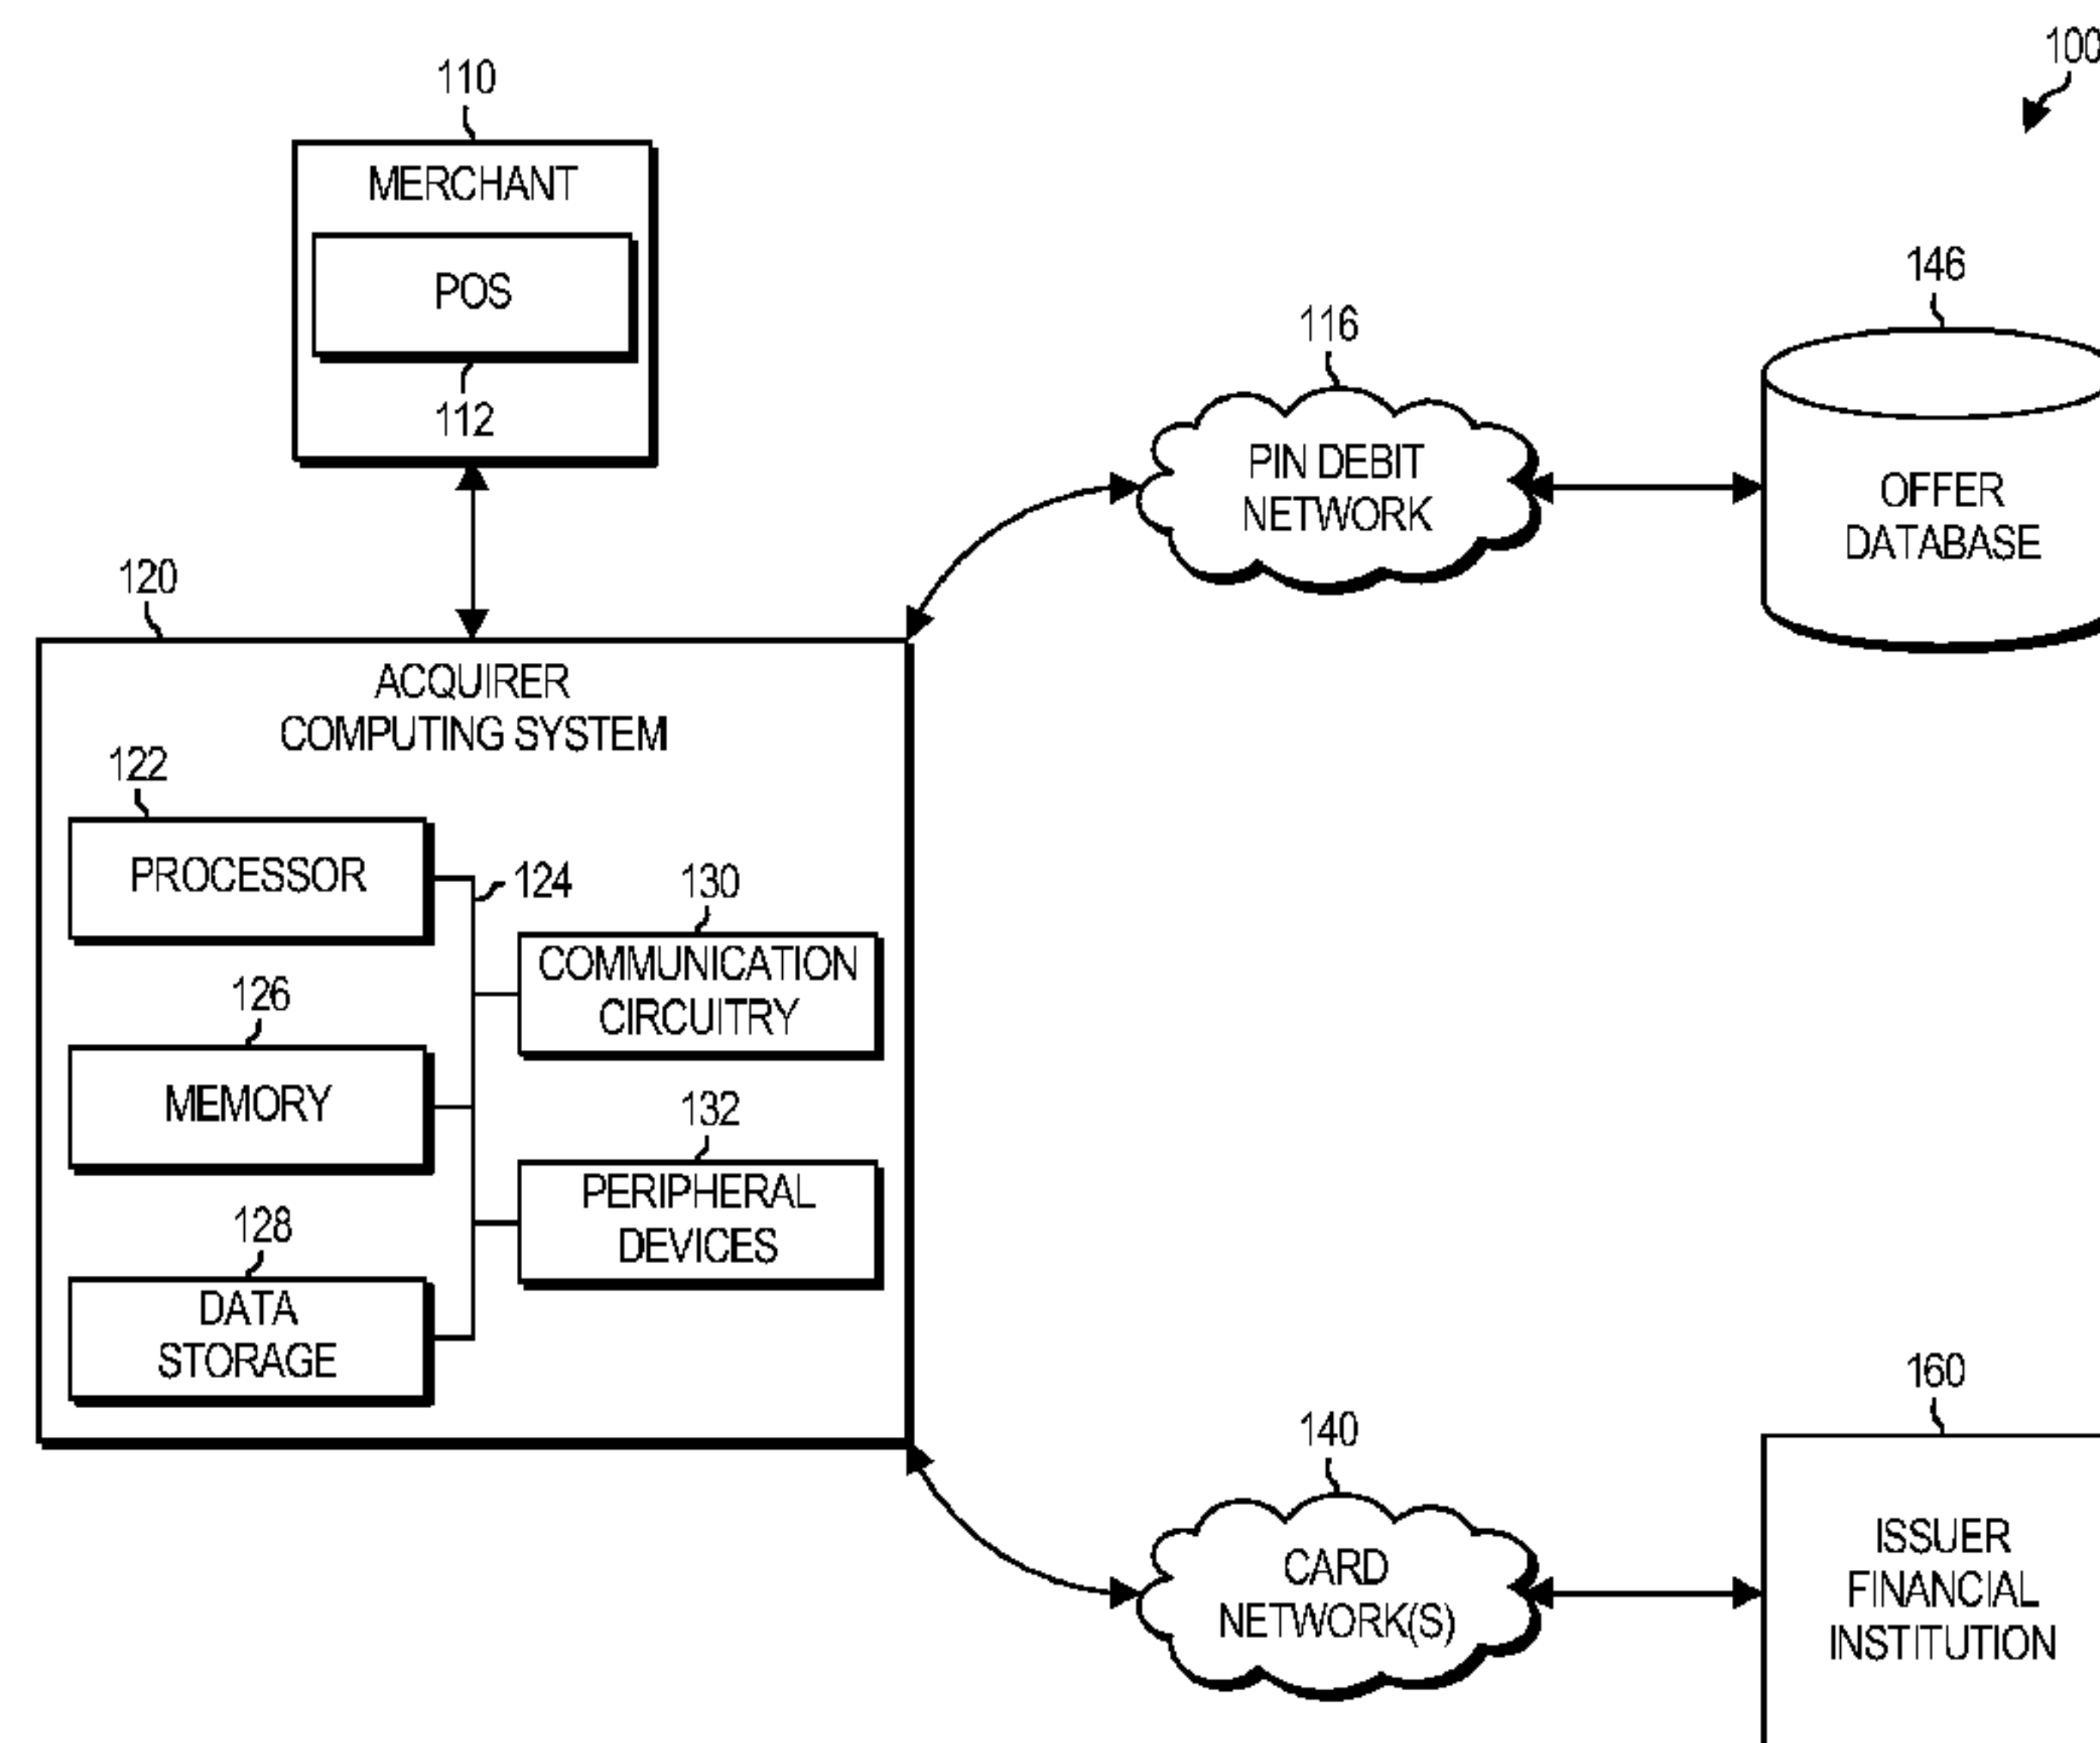 100
110
MERCHANT
POS
112
146
OFFER
DATABASE
116
PIN DEBIT
NETWORK
120
ACQUIRER
COMPUTING SYSTEM
122
PROCESSOR
124
130
COMMUNICATION
CIRCUITRY
126
MEMORY
132
PERIPHERAL
DEVICES
128
DATA
STORAGE
140
CARD
NETWORK(S)
160
ISSUER
FINANCIAL
INSTITUTION